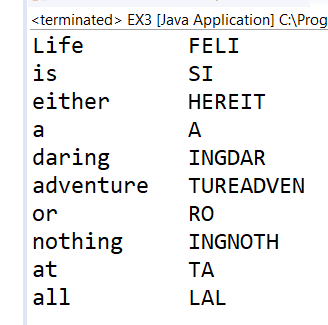 <terminated> EX3 [Java Application] C:\Prog
Life FELI
is SI
either HEREIT
a A
daring INGDAR
adventure TUREADVEN
or RO
nothing INGNOTH
at TA
all LAL